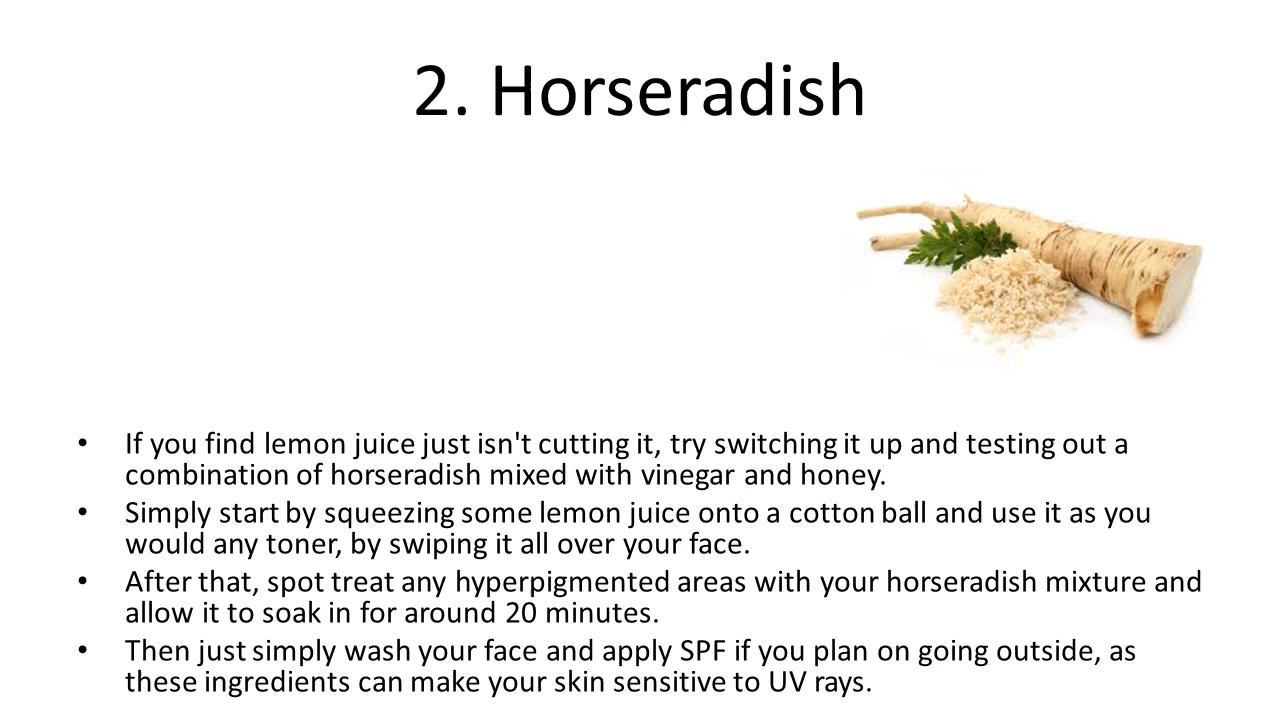 2. Horseradish
• If you find lemon juice just isn't cutting it, try switching it up and testing out a
combination of horseradish mixed with vinegar and honey.
• Simply start by squeezing some lemon juice onto a cotton ball and use it as you
would any toner, by swiping it all over your face.
• After that, spot treat any hyperpigmented areas with your horseradish mixture and
allow it to soak in for around 20 minutes.
• Then just simply wash your face and apply SPF if you plan on going outside, as
these ingredients can make your skin sensitive to UV rays.